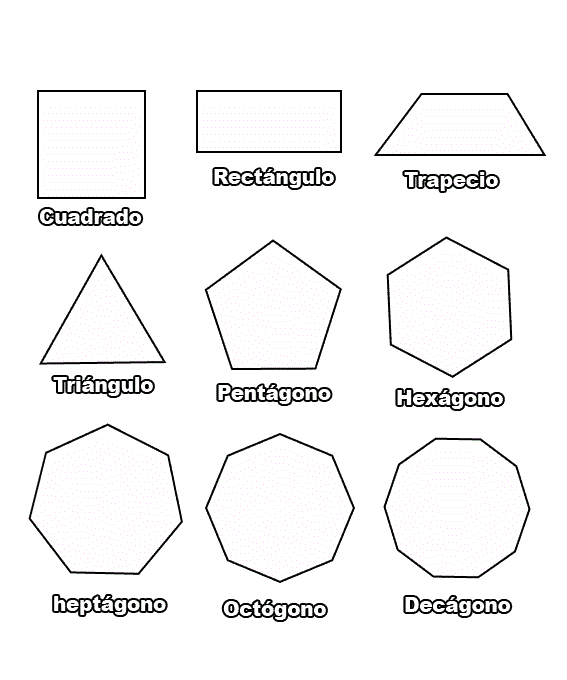 Cuadrado
Rectángulo
Trapecio
Triángulo
Pentágono
Hexágono
heptágono
Octógono
Decágono